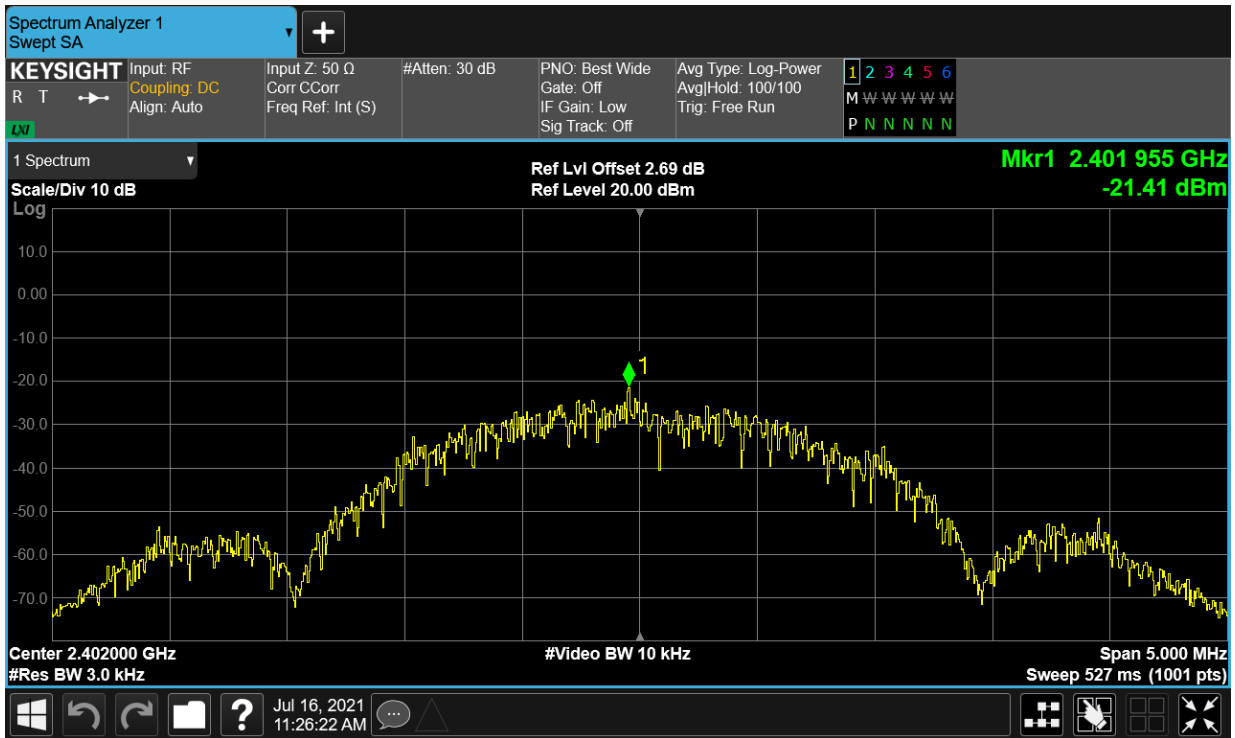 Spectrum Analyzer 1
Swept SA
KEYSIGHT
R T
LXI
Input: RF
Coupling: DC
Align: Auto
Input Z: 50 Ω
Corr CCorr
Freq Ref: Int (S)
#Atten: 30 dB
PNO: Best Wide
Gate: Off
IF Gain: Low
Sig Track: Off
Avg Type: Log-Power
Avg|Hold: 100/100
Trig: Free Run
1 2 3 4 5 6
M W W W W W
P N N N N N
1 Spectrum
Scale/Div 10 dB
Log
Ref Lvl Offset 2.69 dB
Ref Level 20.00 dBm
Mkr1 2.401 955 GHz
-21.41 dBm
10.0
0.00
-10.0
-20.0
-30.0
-40.0
-50.0
-60.0
-70.0
1
Center 2.402000 GHz
#Res BW 3.0 kHz
#Video BW 10 kHz
Span 5.000 MHz
Sweep 527 ms (1001 pts)
?
Jul 16, 2021
11:26:22 AM